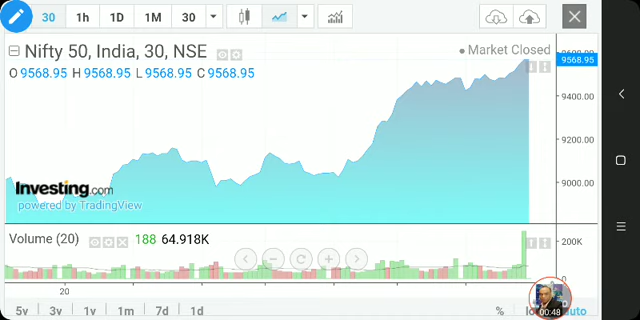 30 1h 1D 1M 30
Nifty 50, India, 30, NSE
Market Closed
O 9568.95 H 9568.95 L 9568.95 C 9568.95
9600.00
9568.95
9400.00
9200.00
9000.00
Investing.com
powered by TradingView
Volume (20) 188 64.918K
200K
0
20
00:48
5y 3y 1y 1m 7d 1d % auto